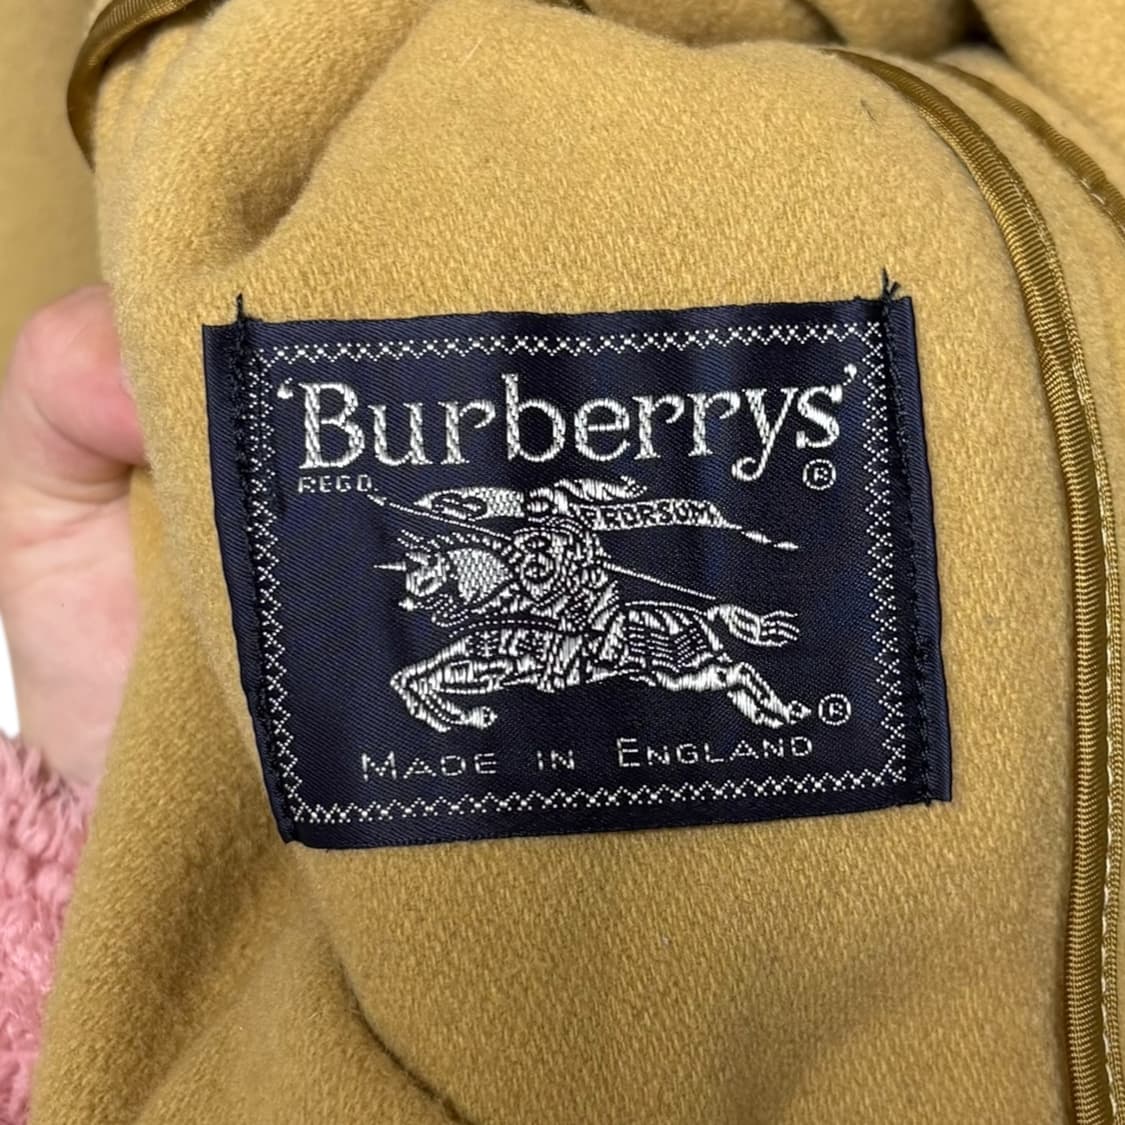 'Burberrys'
®
REGD.
PRORSUM
®
MADE IN ENGLAND